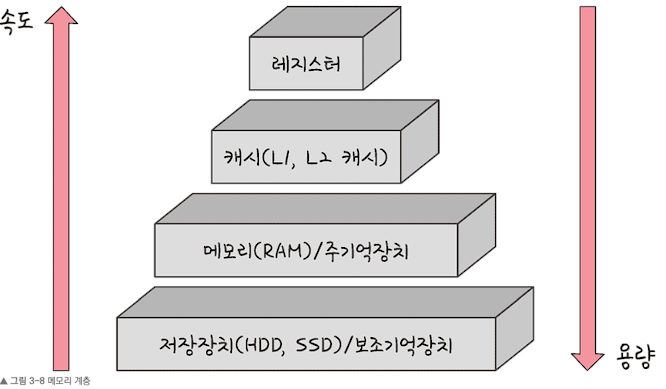 속도
레지스터
캐시(L1, L2 캐시)
메모리(RAM)/주기억장치
저장장치(HDD, SSD)/보조기억장치
용량
▲ 그림 3-8 메모리 계층